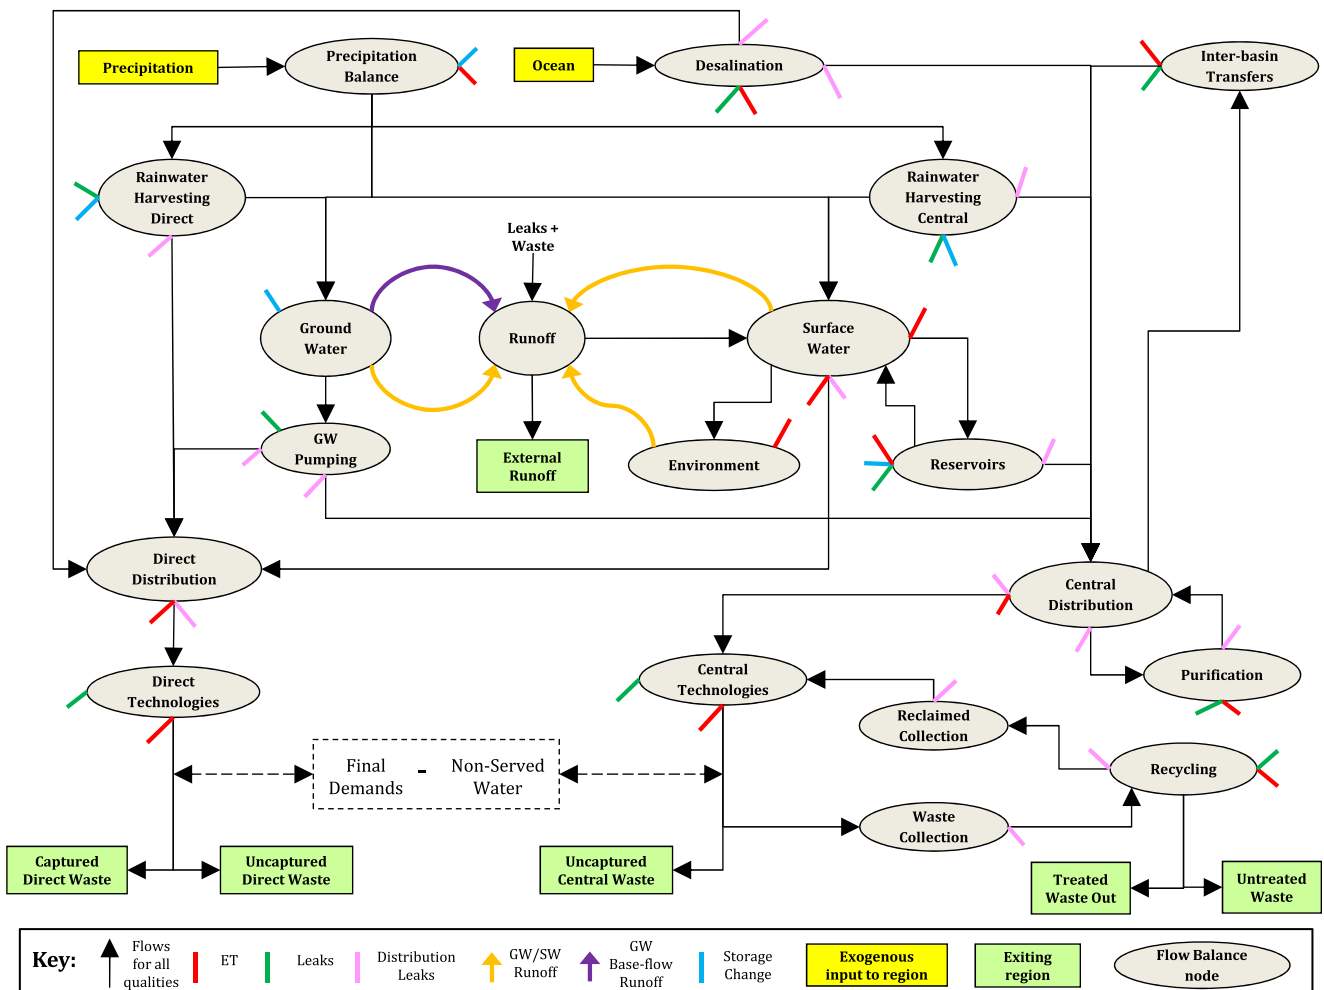 Precipitation
Precipitation
Balance
Ocean
Desalination
Inter-basin
Transfers
Rainwater
Harvesting
Direct
Rainwater
Harvesting
Central
Leaks +
Waste
Ground
Water
Runoff
Surface
Water
GW
Pumping
External
Runoff
Environment
Reservoirs
Direct
Distribution
Central
Distribution
Direct
Technologies
Central
Technologies
Purification
Reclaimed
Collection
Final
Demands
-
Non-Served
Water
Recycling
Waste
Collection
Captured
Direct Waste
Uncaptured
Direct Waste
Uncaptured
Central Waste
Treated
Waste Out
Untreated
Waste
Key:
Flows
for all
qualities
ET
Leaks
Distribution
Leaks
GW/SW
Runoff
GW
Base-flow
Runoff
Storage
Change
Exogenous
input to region
Exiting
region
Flow Balance
node